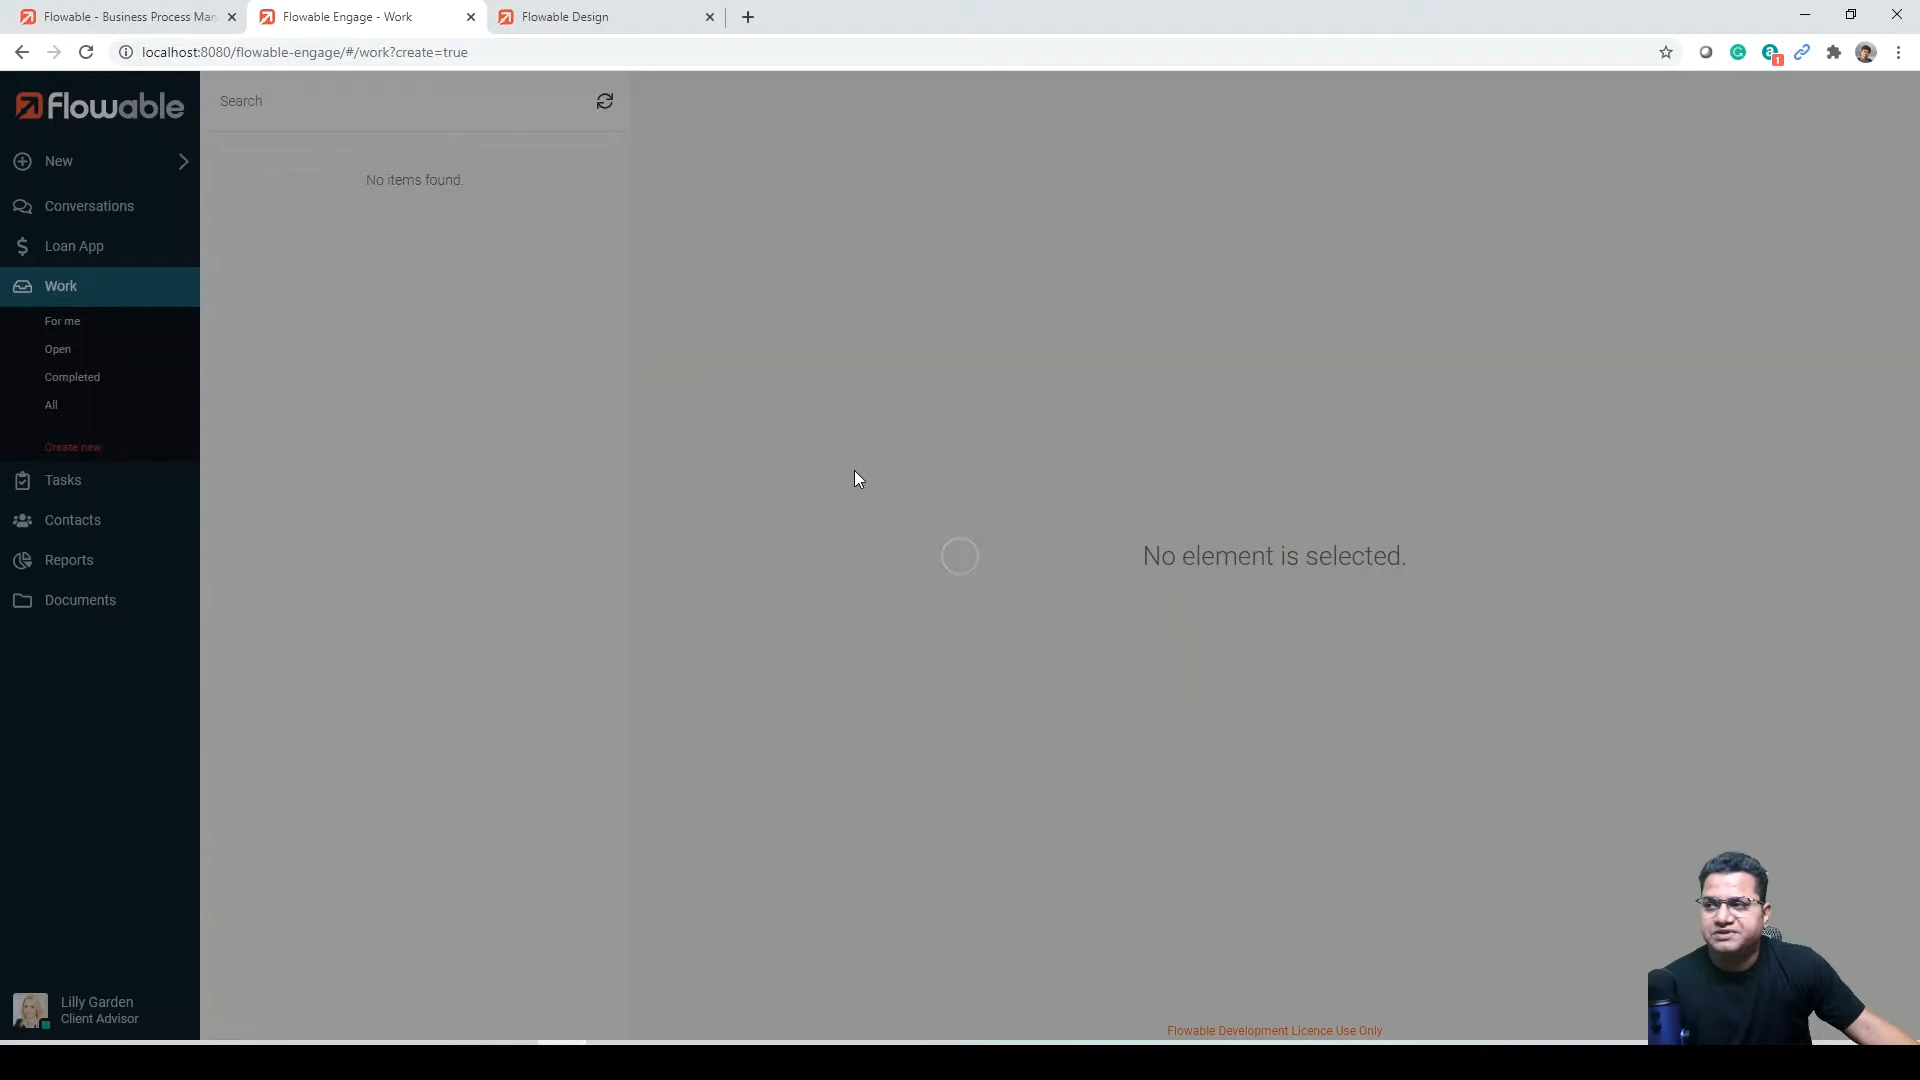 Flowable - Business Process Man
Flowable Engage - Work
Flowable Design
localhost:8080/flowable-engage/#/work?create=true
1
flowable
Search
New
No items found.
Conversations
Loan App
Work
For me
Open
Completed
All
Create new
Tasks
Contacts
No element is selected.
Reports
Documents
Lilly Garden
Client Advisor
Flowable Development Licence Use Only